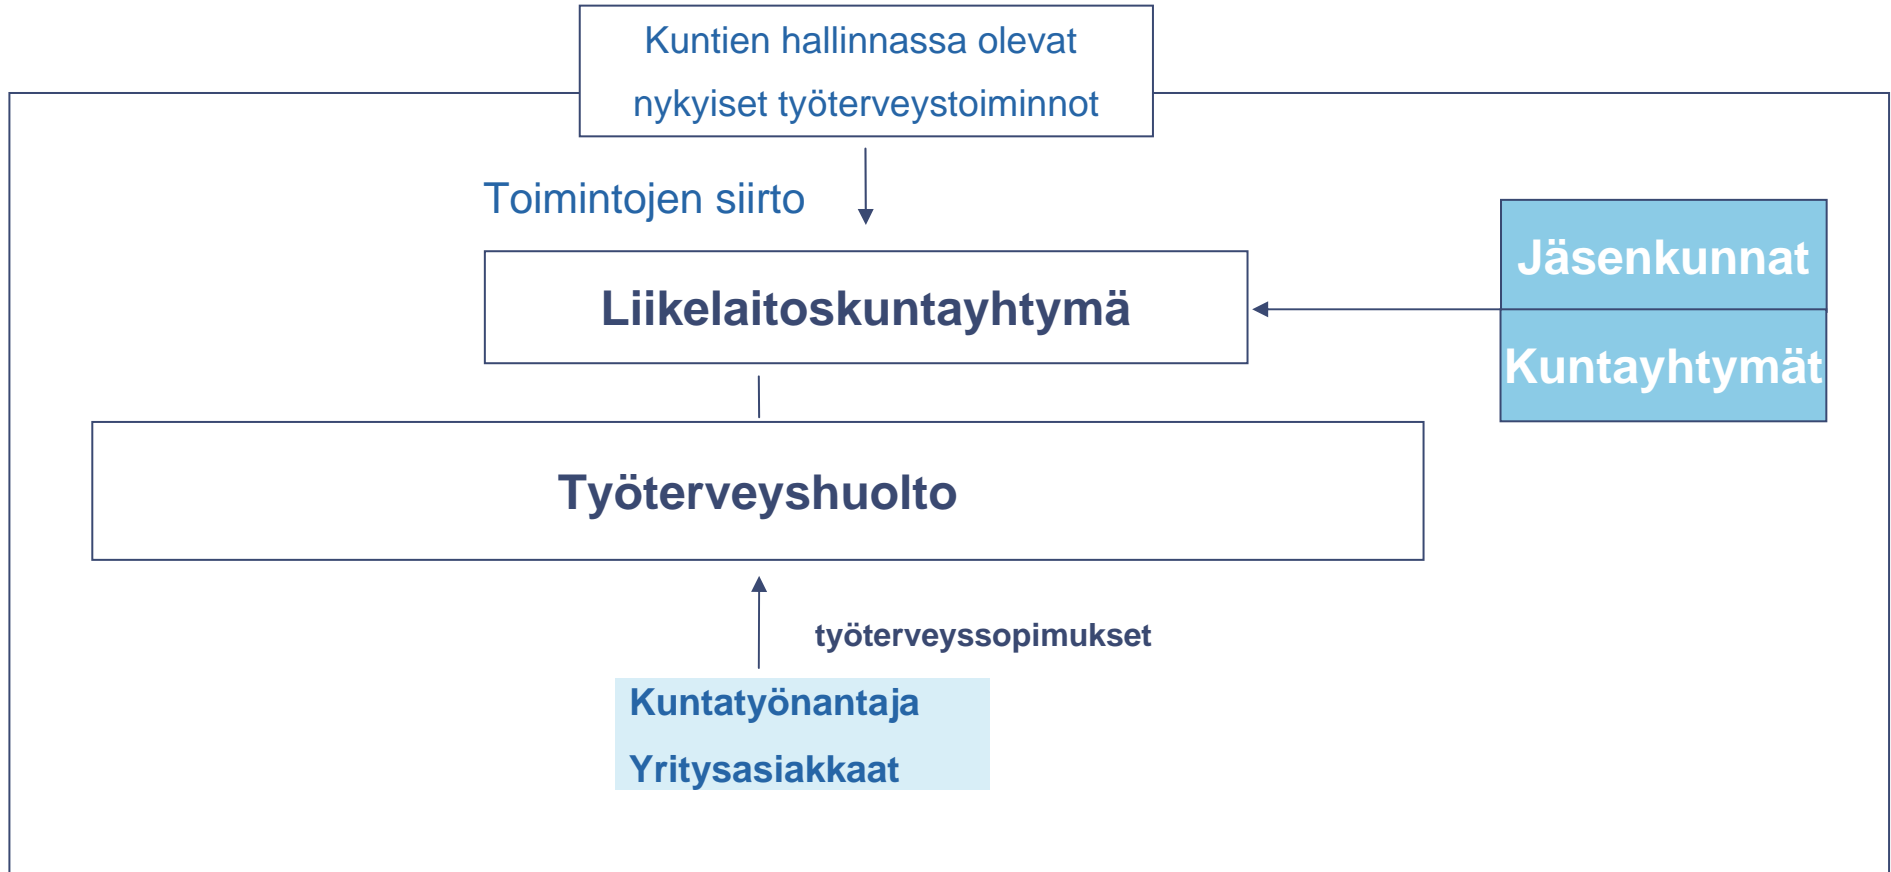 Kuntien hallinnassa olevat
nykyiset työterveystoiminnot
Toimintojen siirto
Jäsenkunnat
Liikelaitoskuntayhtymä
Kuntayhtymät
Työterveyshuolto
työterveyssopimukset
Kuntatyönantaja
Yritysasiakkaat